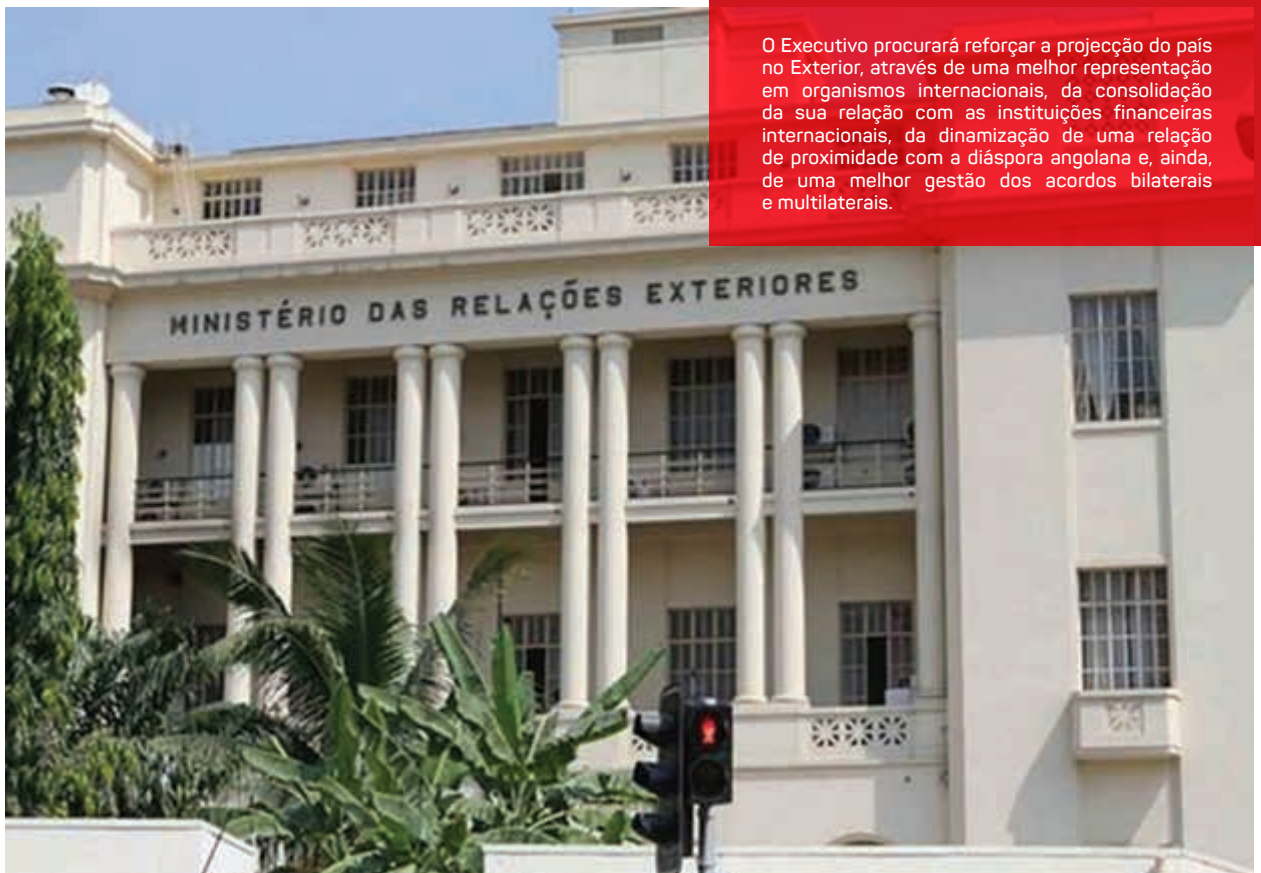 O Executivo procurará reforçar a projecção do país
no Exterior, através de uma melhor representação
em organismos internacionais, da consolidação
da sua relação com as instituições financeiras
internacionais, da dinamização de uma relação
de proximidade com a diáspora angolana e, ainda,
de uma melhor gestão dos acordos bilaterais
e multilaterais.
MINISTÉRIO DAS RELAÇÕES EXTERIORES